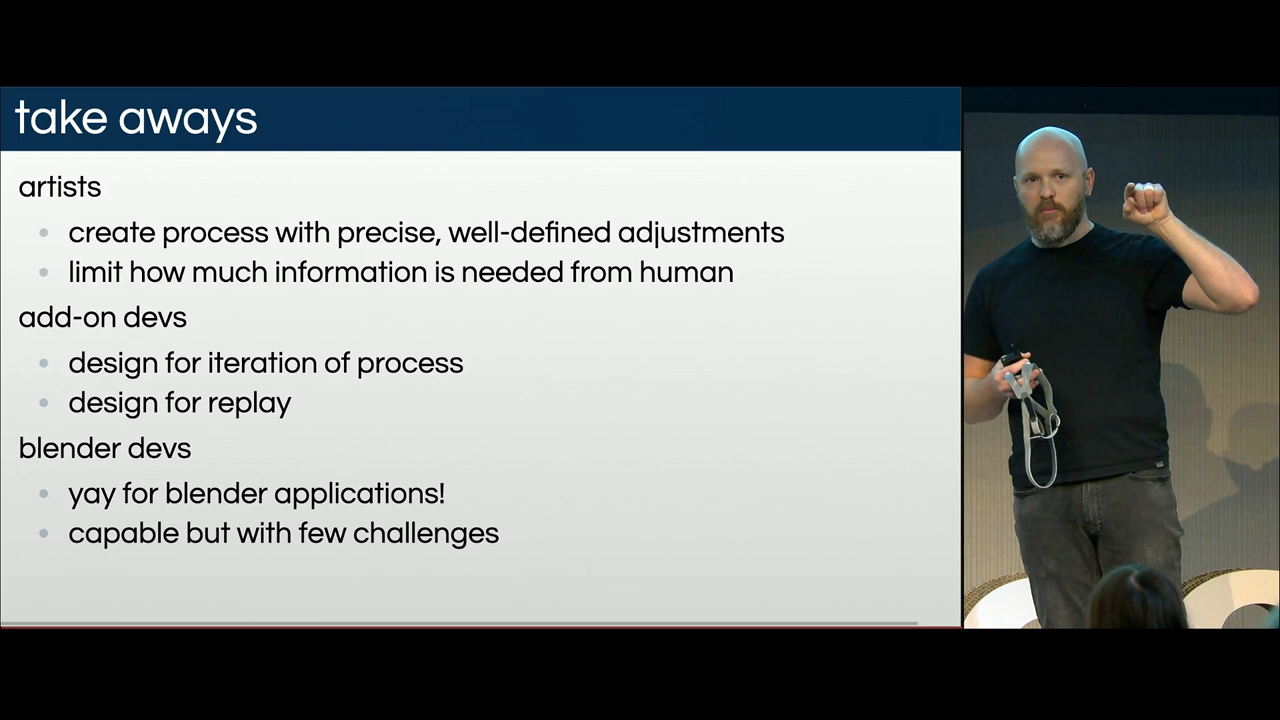 take aways
artists
create process with precise, well-defined adjustments
limit how much information is needed from human
add-on devs
design for iteration of process
design for replay
blender devs
yay for blender applications!
capable but with few challenges